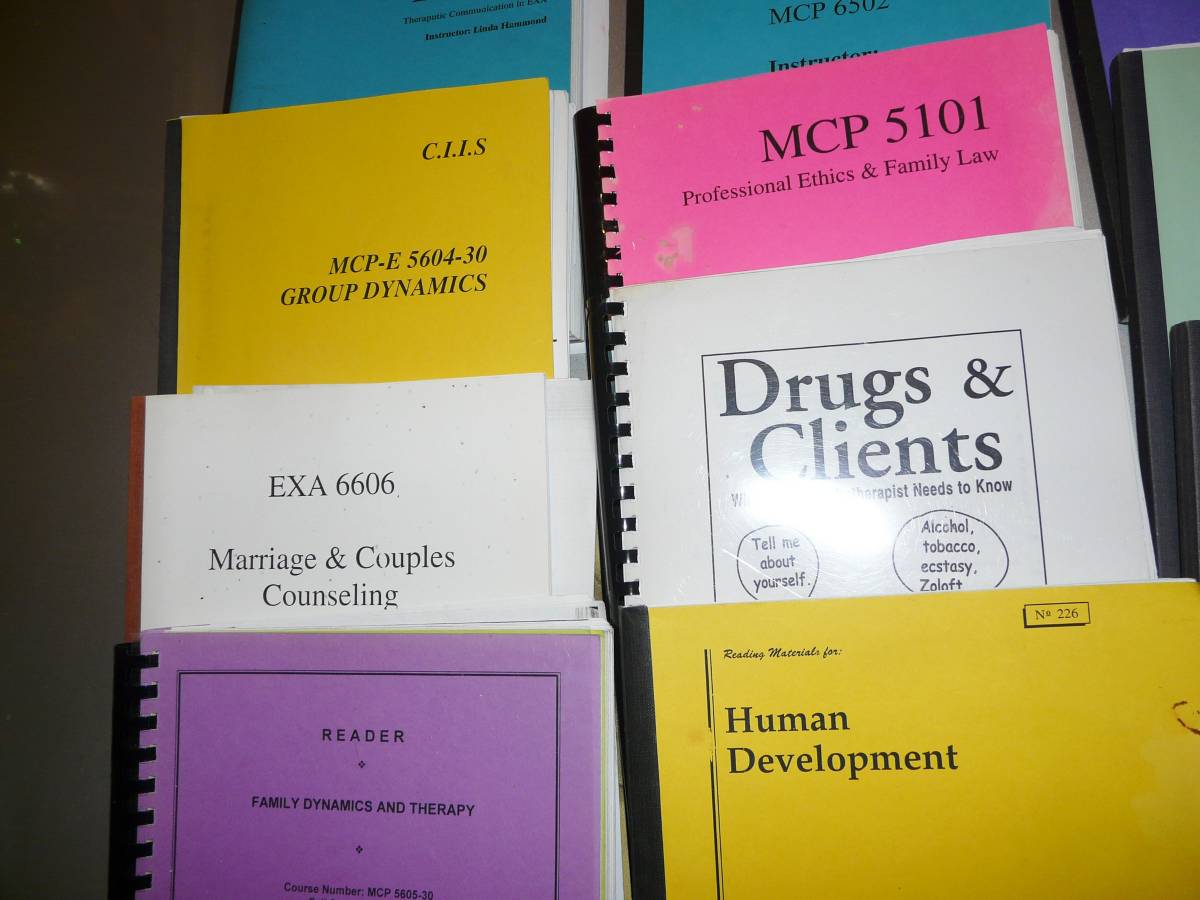 Theraputic Communication in EXA
Instructor: Linda Hammond
MCP 6502
Instructor:
C.I.I.S
MCP-E 5604-30
GROUP DYNAMICS
MCP 5101
Professional Ethics & Family Law
EXA 6606
Marriage & Couples
Counseling
Drugs &
Clients
Needs to Know
Tell me
about
yourself.
Alcohol,
tobacco,
ecstasy,
Zoloft
READER
FAMILY DYNAMICS AND THERAPY
Course Number: MCP 5605-30
Nº 226
Reading Materials for:
Human
Development